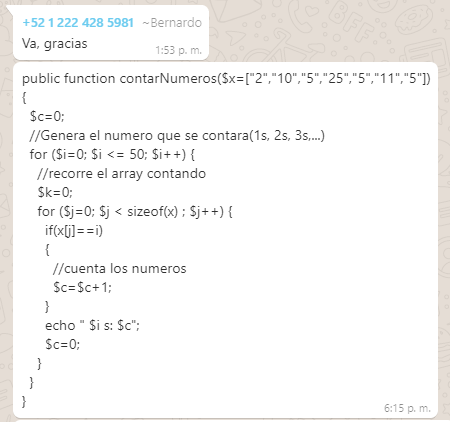 +52 1 222 428 5981 ~Bernardo
Va, gracias
1:53 p. m.
public function contarNumeros($x=["2","10","5","25","5","11","5"])
{
$c=0;
//Genera el numero que se contara(1s, 2s, 3s,...)
for ($i=0; $i <= 50; $i++) {
//recorre el array contando
$k=0;
for ($j=0; $j < sizeof(x) ; $j++) {
if(x[j]==i)
{
//cuenta los numeros
$c=$c+1;
}
echo " $i s: $c";
$c=0;
}
}
}
6:15 p. m.